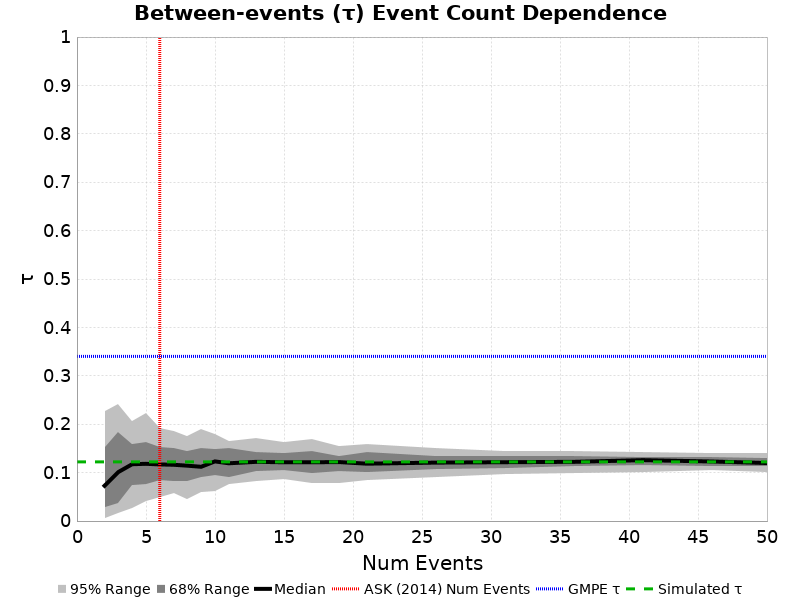 Between-events (τ) Event Count Dependence
1
0.9
0.8
0.7
0.6
0.5
0.4
0.3
0.2
0.1
0
τ
0 5 10 15 20 25 30 35 40 45 50
Num Events
95% Range 68% Range Median ASK (2014) Num Events GMPE τ Simulated τ